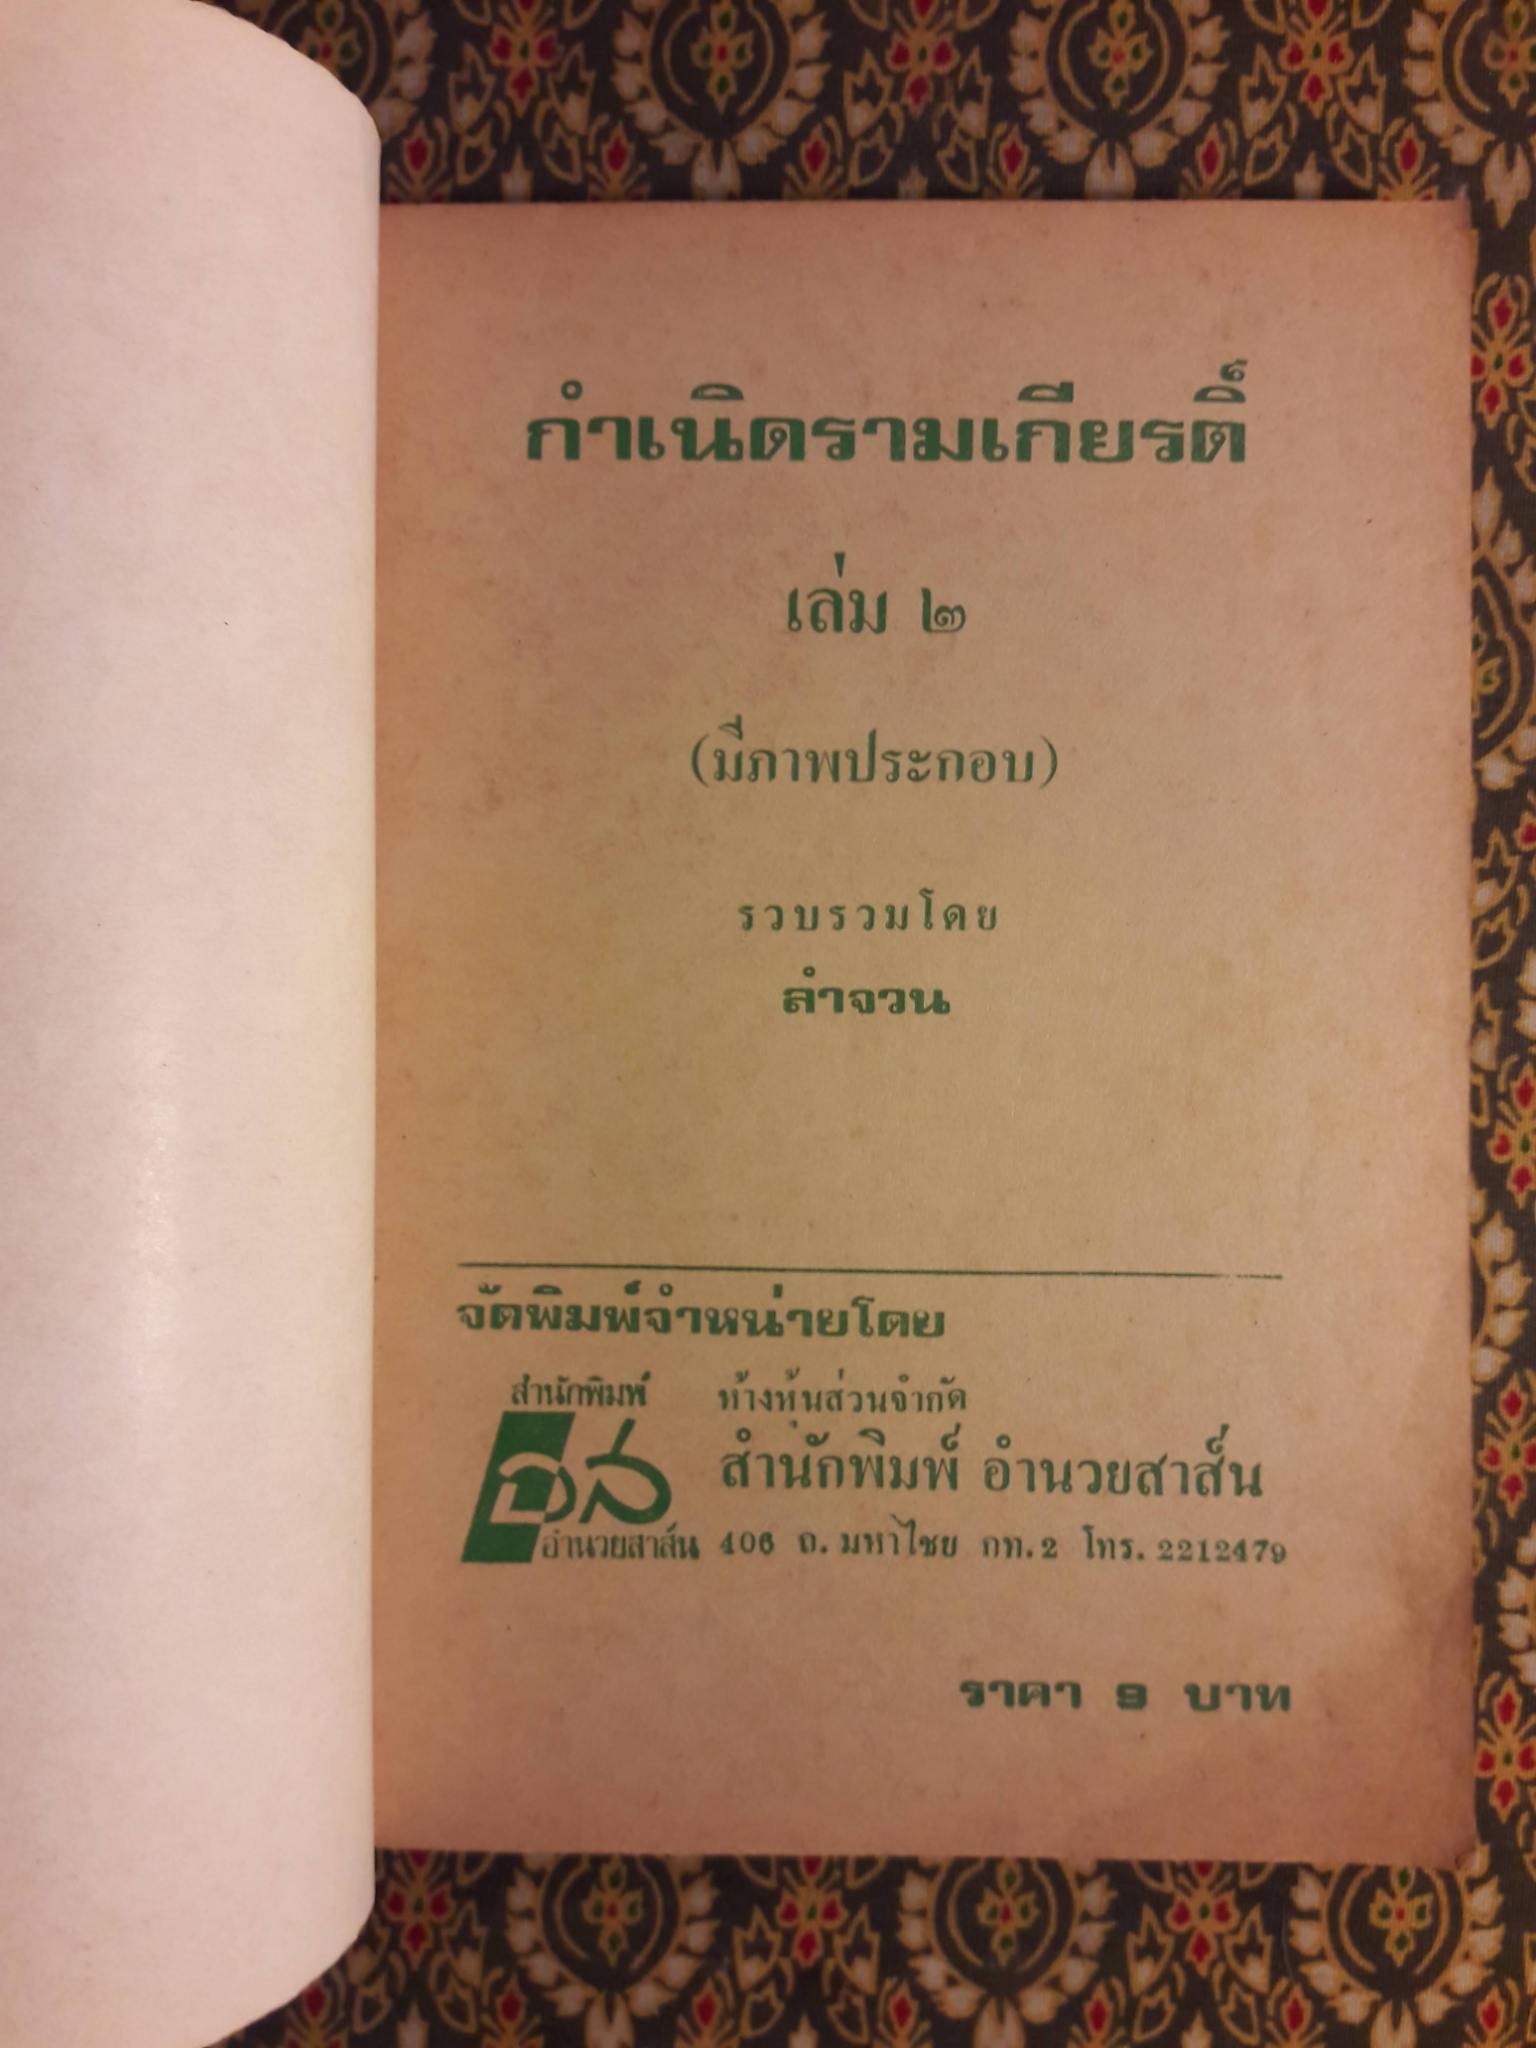 กำเนิดรามเกียรติ์
เล่ม ๒
(มีภาพประกอบ)
รวบรวมโดย
ลำจวน
จัดพิมพ์จำหน่ายโดย
สำนักพิมพ์
อส
อำนวยสาส์น
ห้างหุ้นส่วนจำกัด
สำนักพิมพ์ อำนวยสาส์น
406 ถ. มหาไชย กท. 2 โทร. 2212479
ราคา 9 บาท